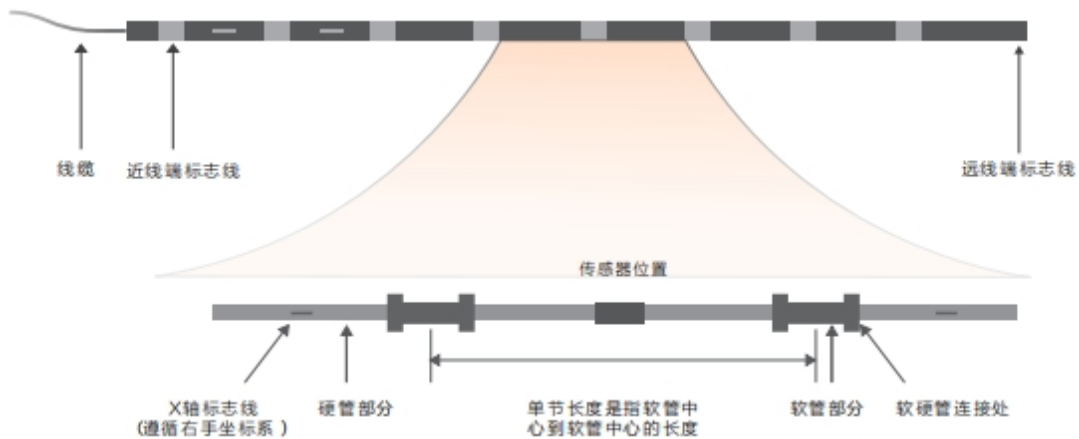 线缆
近线端标志线
远线端标志线
传感器位置
X轴标志线
(遵循右手坐标系 )
硬管部分
单节长度是指软管中
心到软管中心的长度
软管部分
软硬管连接处